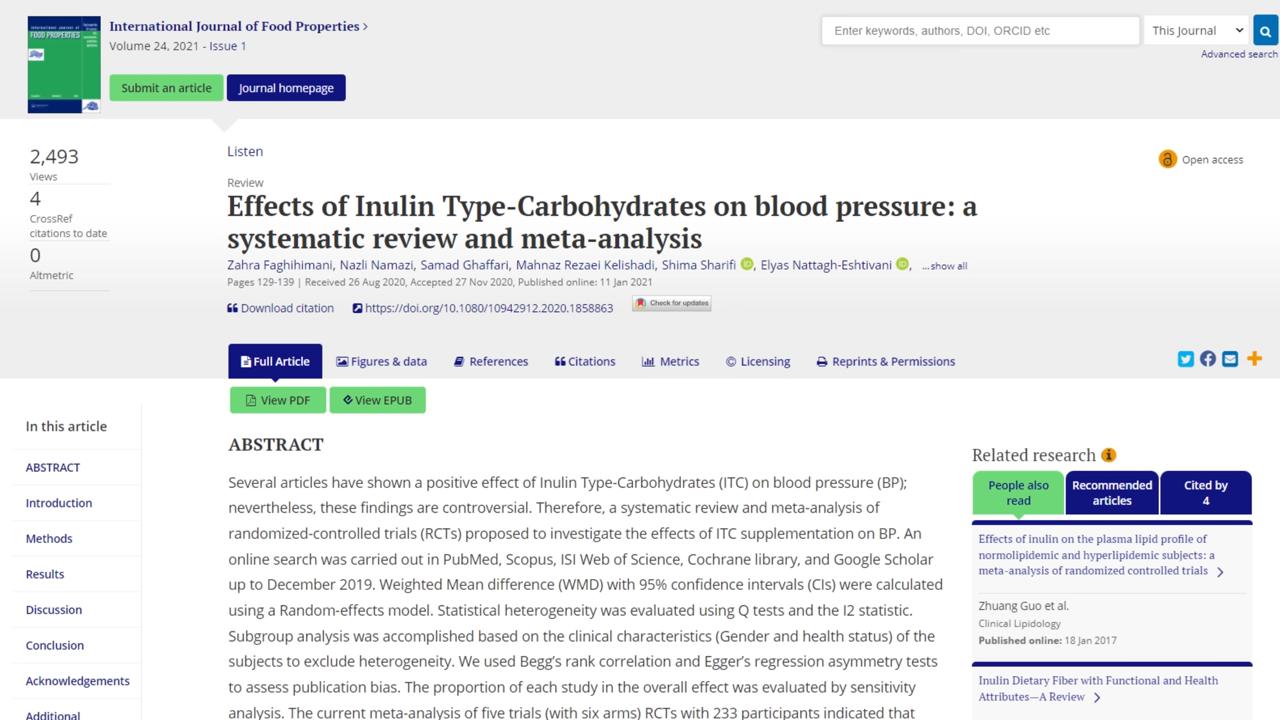 International Journal of Food Properties >
Volume 24, 2021 - Issue 1
Submit an article
Journal homepage
Enter keywords, authors, DOI, ORCID etc
This Journal
Advanced search
FOOD PROPERTIES
2,493
Views
4
CrossRef
citations to date
0
Altmetric
Listen
Open access
Review
Effects of Inulin Type-Carbohydrates on blood pressure: a
systematic review and meta-analysis
Zahra Faghihimani, Nazli Namazi, Samad Ghaffari, Mahnaz Rezaei Kelishadi, Shima Sharifi, Elyas Nattagh-Eshtivani, ...show all
Pages 129-139 | Received 26 Aug 2020, Accepted 27 Nov 2020, Published online: 11 Jan 2021
Download citation
https://doi.org/10.1080/10942912.2020.1858863
Check for updates
Full Article
Figures & data
References
Citations
Metrics
Licensing
Reprints & Permissions
View PDF
View EPUB
In this article
ABSTRACT
Introduction
Methods
Results
Discussion
Conclusion
Acknowledgements
Additional
ABSTRACT
Several articles have shown a positive effect of Inulin Type-Carbohydrates (ITC) on blood pressure (BP);
nevertheless, these findings are controversial. Therefore, a systematic review and meta-analysis of
randomized-controlled trials (RCTs) proposed to investigate the effects of ITC supplementation on BP. An
online search was carried out in PubMed, Scopus, ISI Web of Science, Cochrane library, and Google Scholar
up to December 2019. Weighted Mean difference (WMD) with 95% confidence intervals (CIs) were calculated
using a Random-effects model. Statistical heterogeneity was evaluated using Q tests and the I2 statistic.
Subgroup analysis was accomplished based on the clinical characteristics (Gender and health status) of the
subjects to exclude heterogeneity. We used Begg's rank correlation and Egger's regression asymmetry tests
to assess publication bias. The proportion of each study in the overall effect was evaluated by sensitivity
analysis. The current meta-analysis of five trials (with six arms) RCTs with 233 participants indicated that
Related research
People also
read
Recommended
articles
Cited by
4
Effects of inulin on the plasma lipid profile of
normolipidemic and hyperlipidemic subjects: a
meta-analysis of randomized controlled trials >
Zhuang Guo et al.
Clinical Lipidology
Published online: 18 Jan 2017
Inulin Dietary Fiber with Functional and Health
Attributes—A Review >